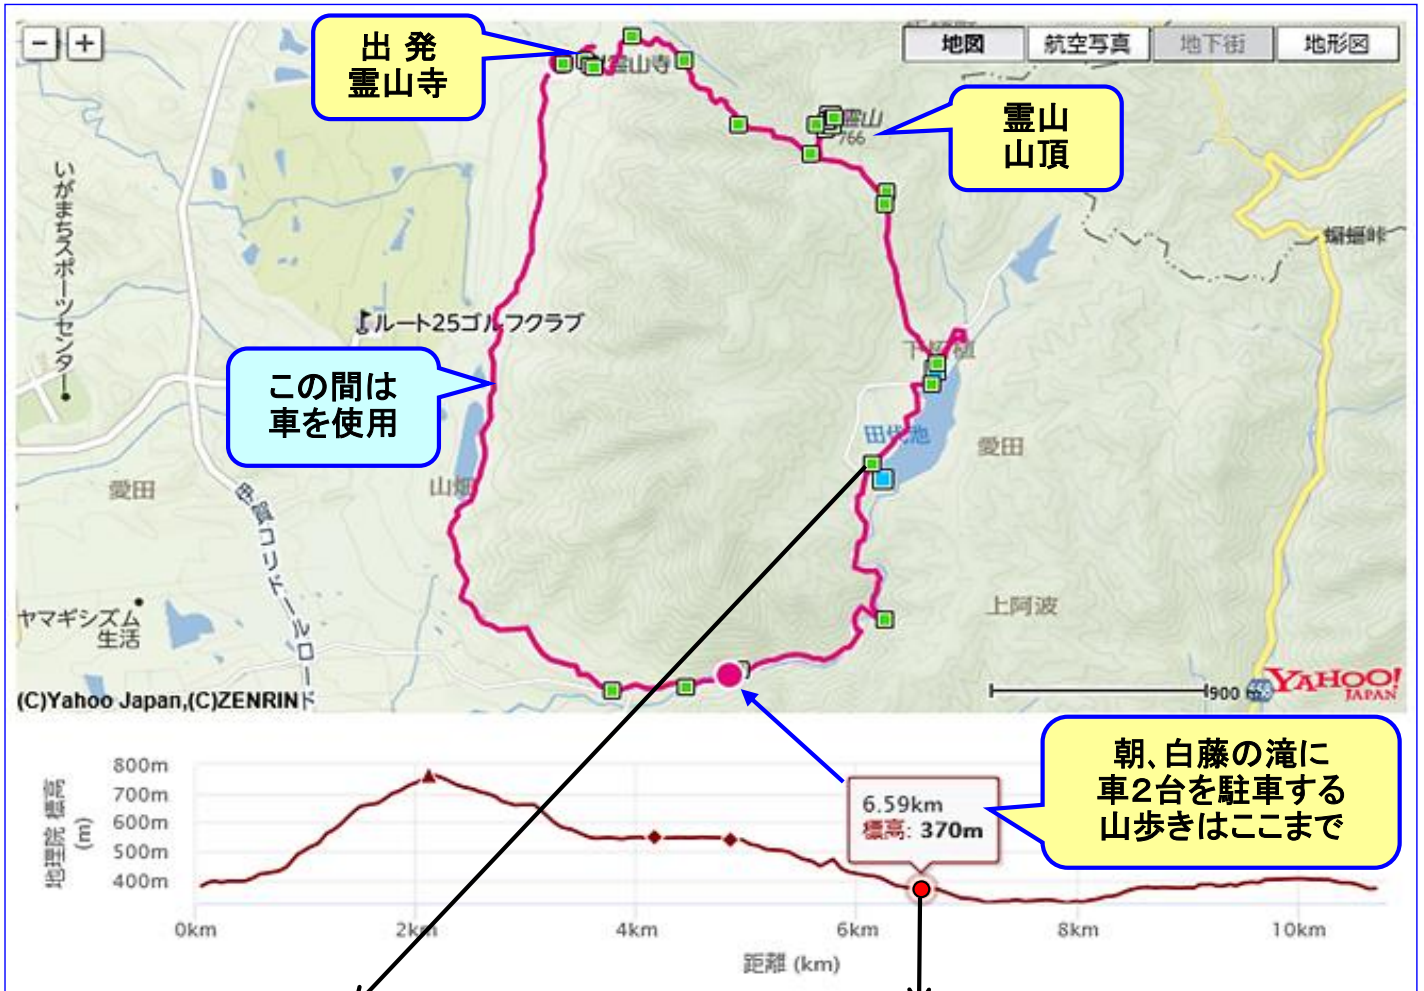 − +
出 発
霊山寺
霊山寺
地図 航空写真 地下街 地形図
霊山
766
霊山
山頂
いがまちスポーツセンター
ルート25ゴルフクラブ
この間は
車を使用
田代池
愛田
山畑
愛田
伊賀コリドールロード
ヤマギシズム
生活
上阿波
(C)Yahoo Japan,(C)ZENRIN
900 m
YAHOO!
JAPAN
朝、白藤の滝に
車2台を駐車する
山歩きはここまで
6.59km
標高: 370m
地理院 標高
(m)
800m
700m
600m
500m
400m
0km 2km 4km 6km 8km 10km
距離 (km)